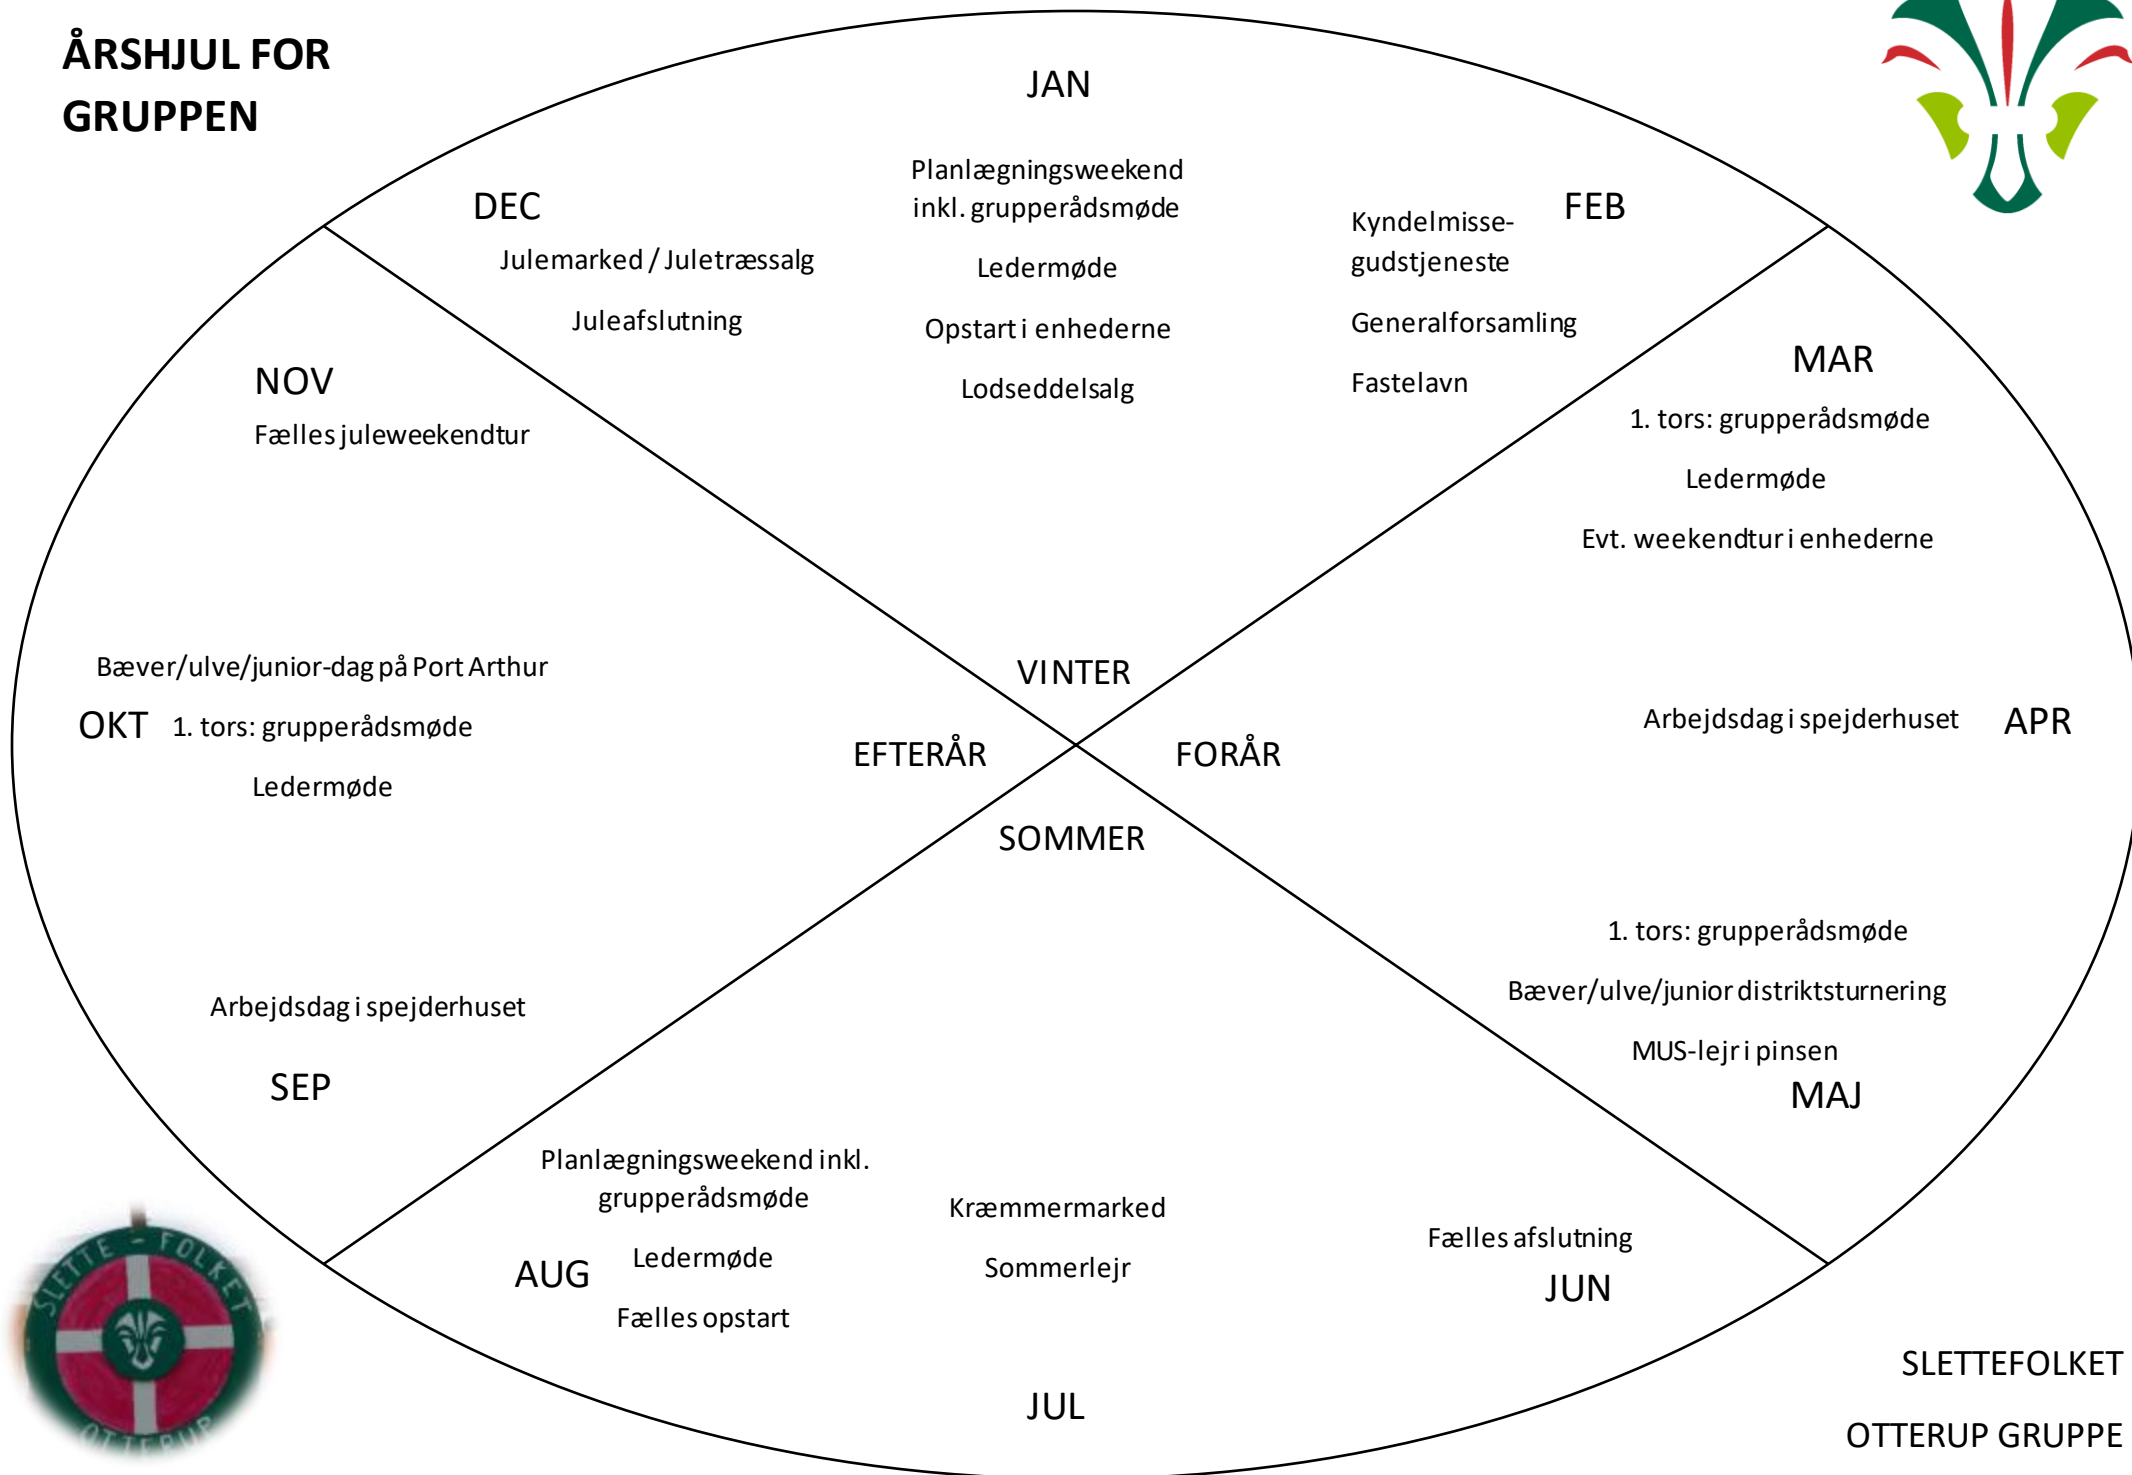 ÅRSHJUL FOR
GRUPPEN
JAN
Planlægningsweekend
inkl. grupperådsmøde
Ledermøde
Opstart i enhederne
Lodseddelsalg
FEB
Kyndelmisse-
gudstjeneste
Generalforsamling
Fastelavn
MAR
1. tors: grupperådsmøde
Ledermøde
Evt. weekendtur i enhederne
APR
Arbejdsdag i spejderhuset
1. tors: grupperådsmøde
Bæver/ulve/junior distriktsturnering
MUS-lejr i pinsen
MAJ
Fælles afslutning
JUN
Kræmmermarked
Sommerlejr
JUL
Planlægningsweekend inkl.
grupperådsmøde
Ledermøde
Fælles opstart
AUG
Arbejdsdag i spejderhuset
SEP
Bæver/ulve/junior-dag på Port Arthur
OKT
1. tors: grupperådsmøde
Ledermøde
NOV
Fælles juleweekendtur
DEC
Julemarked / Juletræssalg
Juleafslutning
VINTER
EFTERÅR
FORÅR
SOMMER
SLETTE - FOLKET
OTTERUP
SLETTEFOLKET
OTTERUP GRUPPE